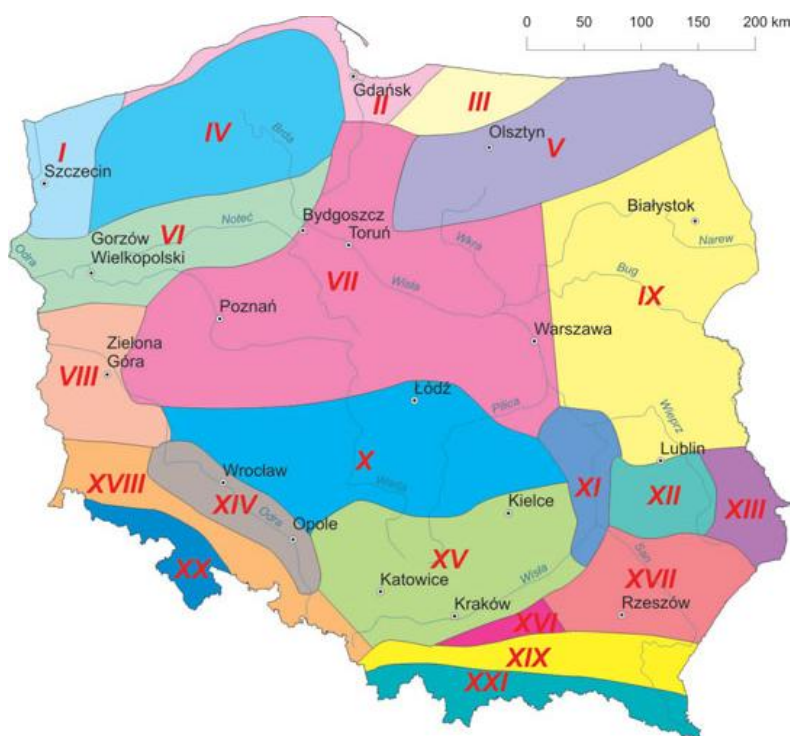 0 50 100 150 200 km
Gdańsk
II
III
IV
Brda
Olsztyn
V
I
Szczecin
Białystok
Narew
VI
Noteć
Bydgoszcz
Toruń
Wkra
Odra
Gorzów
Wielkopolski
VII
Wisła
Bug
IX
Poznań
Warszawa
Zielona
Góra
VIII
Łódź
Pilica
Wieprz
Lublin
X
Wrocław
XVIII
XIV
Odra
Opole
Warta
Kielce
XI
XII
XIII
XV
San
XX
Katowice
Wisła
XVII
Kraków
XVI
Rzeszów
XIX
XXI